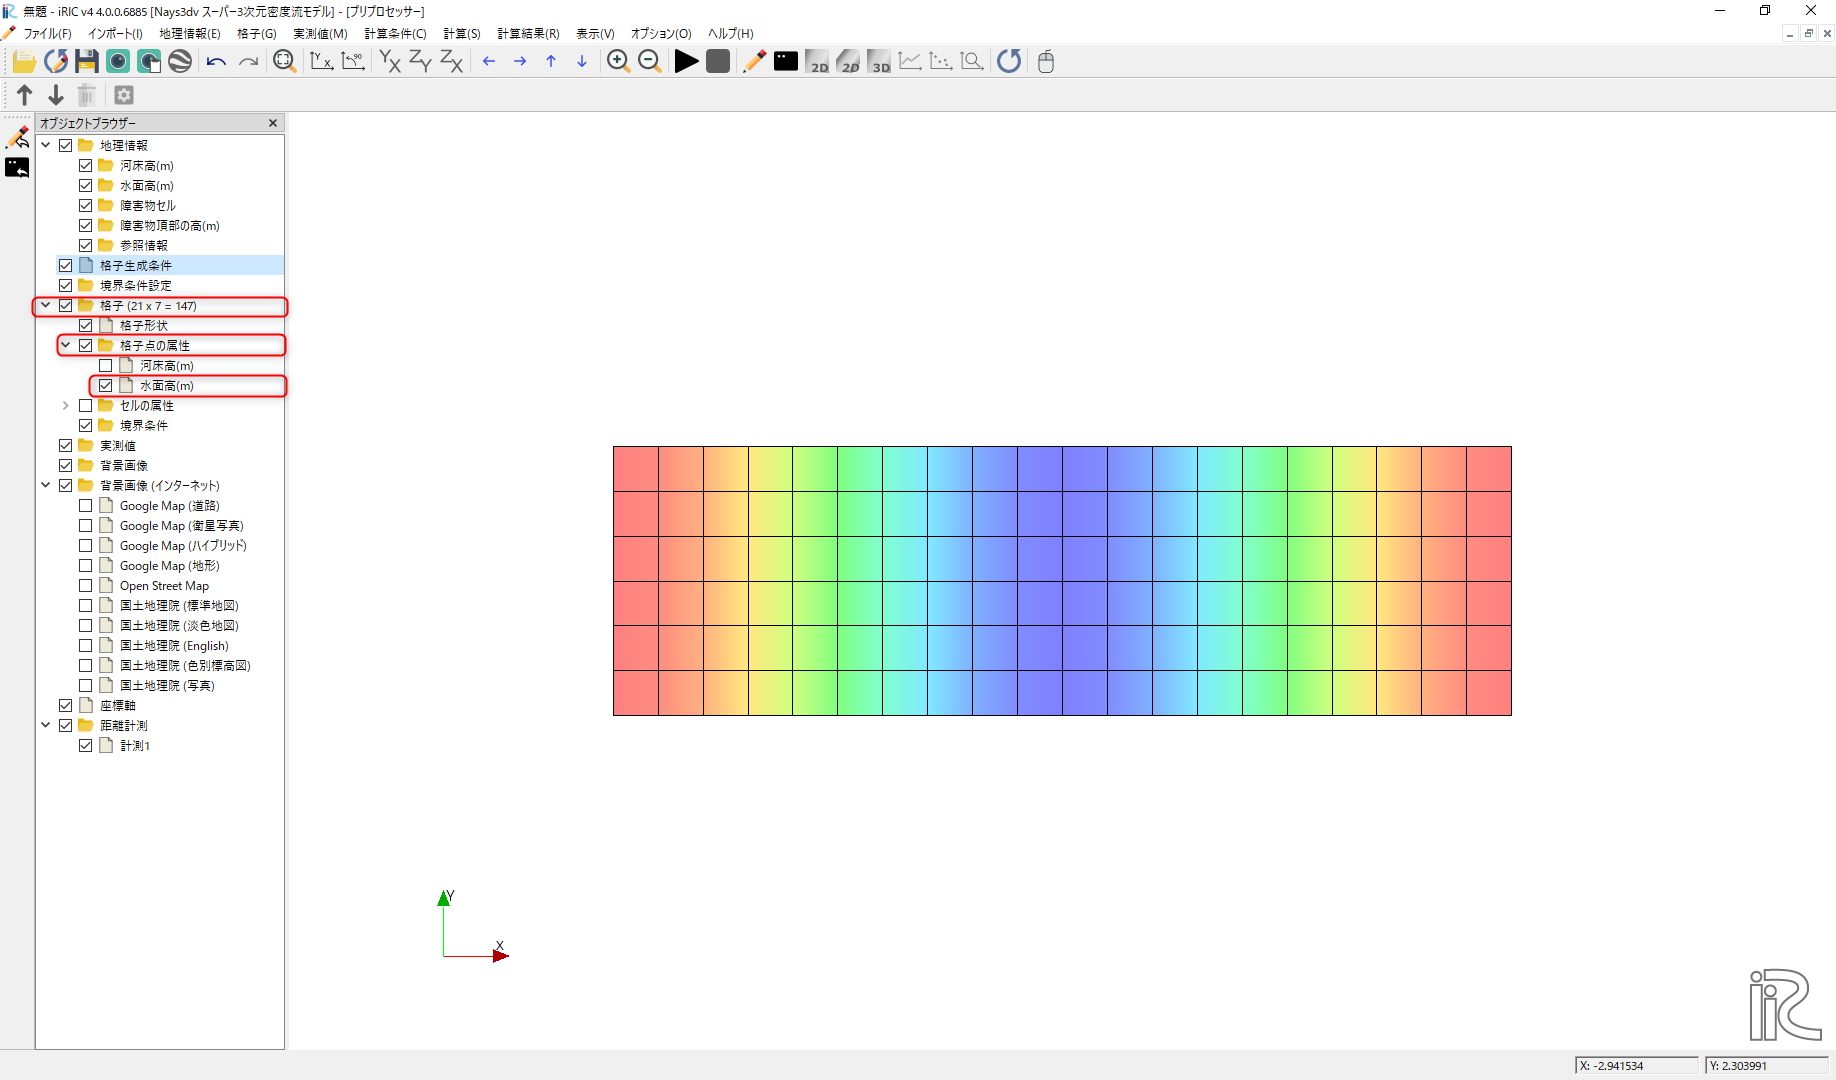 無題 - iRIC v4 4.0.0.6885 [Nays3dv スーパー3次元密度流モデル] - [プリプロセッサー]
ファイル(F) インポート(I) 地理情報(E) 格子(G) 実測値(M) 計算条件(C) 計算(S) 計算結果(R) 表示(V) オプション(O) ヘルプ(H)
Y X 90 YX ZY ZX 2D 2D 3D
オブジェクトブラウザー
地理情報
河床高(m)
水面高(m)
障害物セル
障害物頂部の高(m)
参照情報
格子生成条件
境界条件設定
格子 (21 x 7 = 147)
格子形状
格子点の属性
河床高(m)
水面高(m)
セルの属性
境界条件
実測値
背景画像
背景画像 (インターネット)
Google Map (道路)
Google Map (衛星写真)
Google Map (ハイブリッド)
Google Map (地形)
Open Street Map
国土地理院 (標準地図)
国土地理院 (淡色地図)
国土地理院 (English)
国土地理院 (色別標高図)
国土地理院 (写真)
座標軸
距離計測
計測1
Y
X
iRIC
X: -2.941534
Y: 2.303991